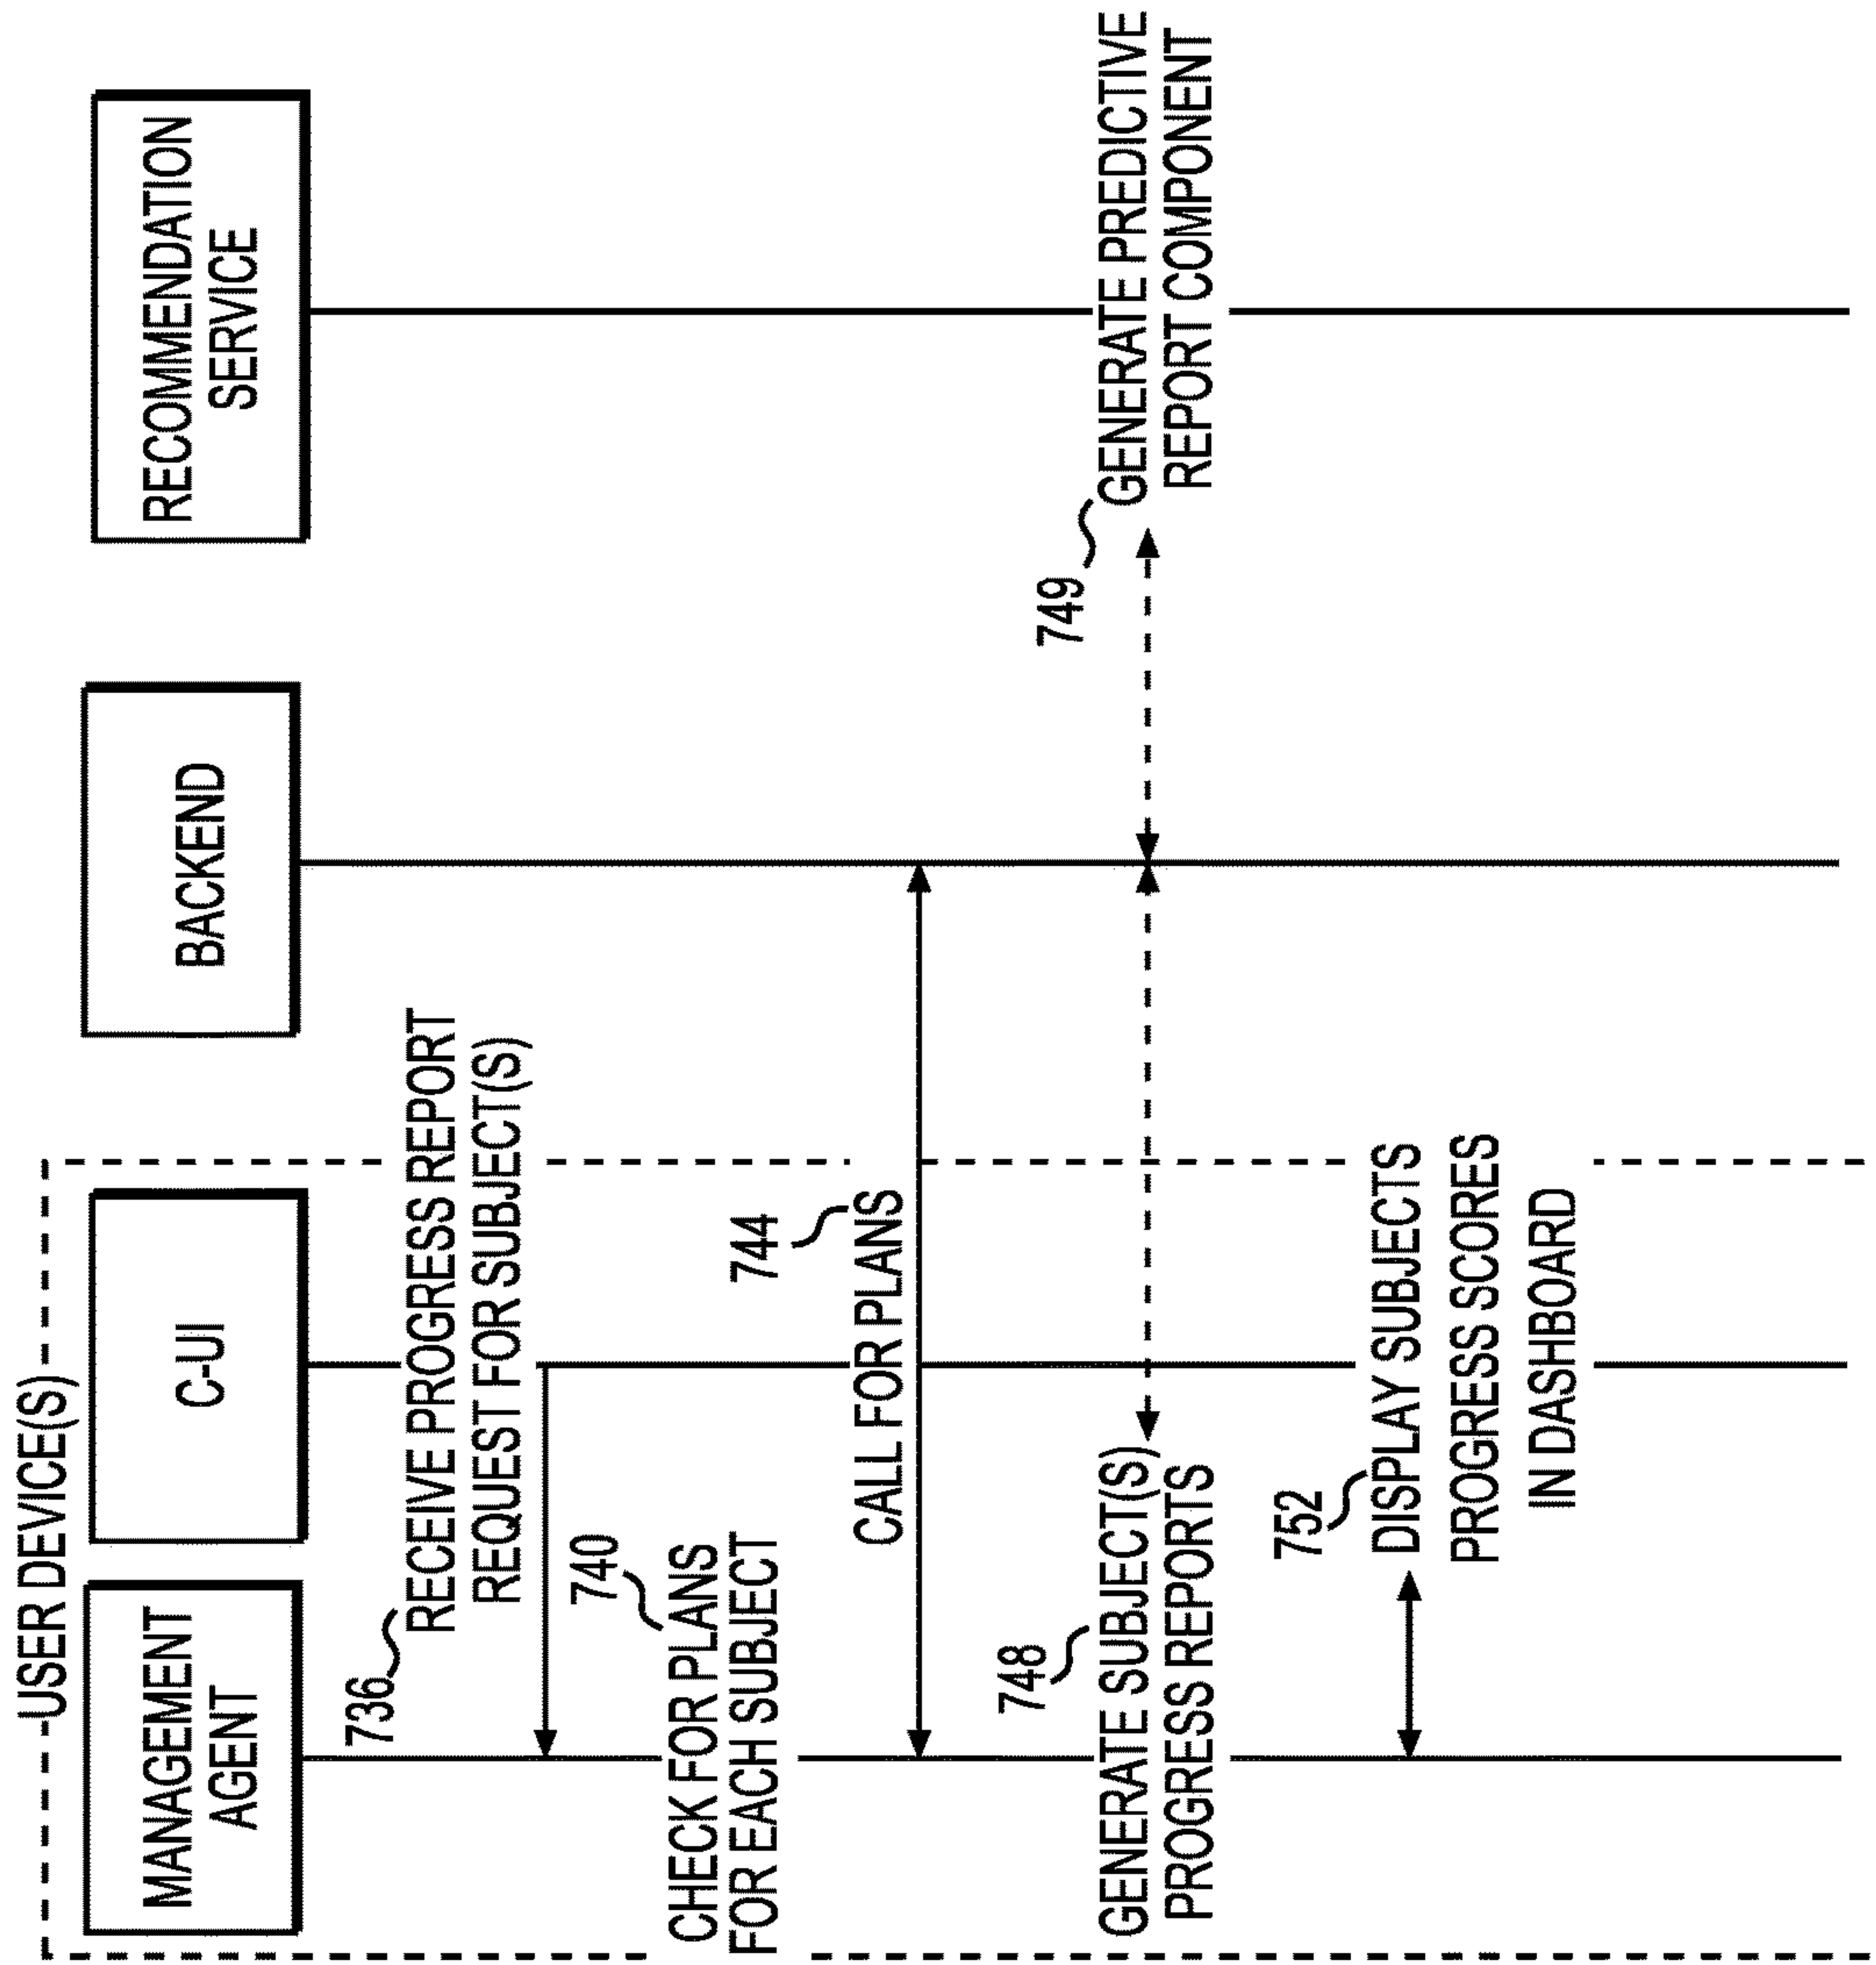 USER DEVICE(S)
MANAGEMENT
AGENT
C-UI
BACKEND
RECOMMENDATION
SERVICE
736
RECEIVE PROGRESS REPORT
REQUEST FOR SUBJECT(S)
740
CHECK FOR PLANS
FOR EACH SUBJECT
744
CALL FOR PLANS
748
GENERATE SUBJECT(S)
PROGRESS REPORTS
749
GENERATE PREDICTIVE
REPORT COMPONENT
752
DISPLAY SUBJECTS
PROGRESS SCORES
IN DASHBOARD